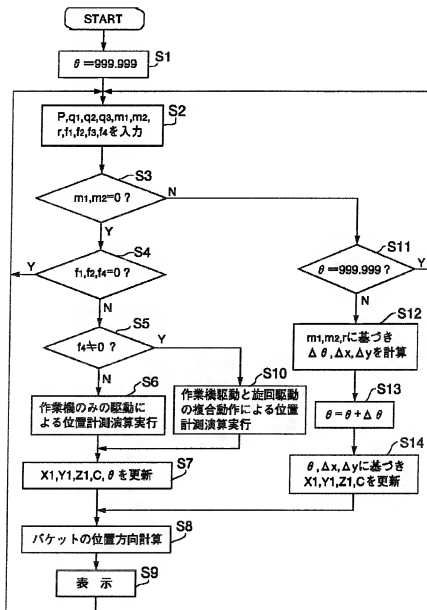 START
S1
θ=999.999
S2
P,q1,q2,q3,m1,m2,
r,f1,f2,f3,f4を入力
S3
m1,m2=0 ?
N
Y
S4
f1,f2,f4=0 ?
Y
N
S5
f4≠0 ?
Y
N
S6
作業機のみの駆動に
よる位置計測演算実行
S10
作業機駆動と旋回駆動
の複合動作による位置
計測演算実行
S7
X1,Y1,Z1,C,θを更新
S11
θ=999.999 ?
Y
N
S12
m1,m2,rに基づき
Δθ,Δx,Δyを計算
S13
θ=θ+Δθ
S14
θ,Δx,Δyに基づき
X1,Y1,Z1,Cを更新
S8
バケットの位置方向計算
S9
表 示